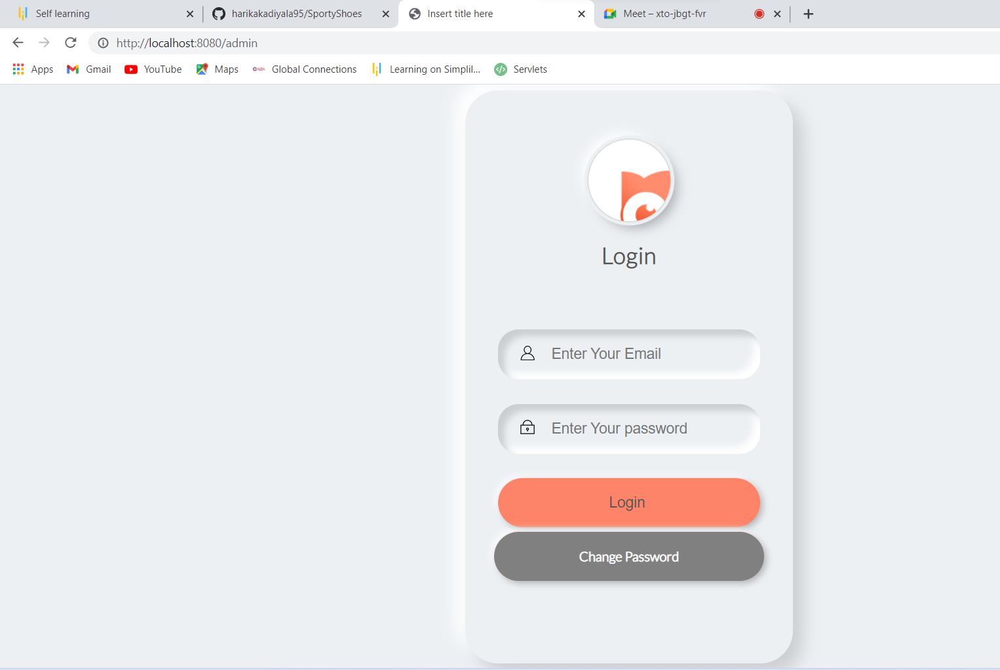 Self learning
harikakadiyala95/SportyShoes
Insert title here
Meet – xto-jbgt-fvr
http://localhost:8080/admin
Apps
Gmail
YouTube
Maps
Global Connections
Learning on Simplil...
Servlets
Login
Enter Your Email
Enter Your password
Login
Change Password